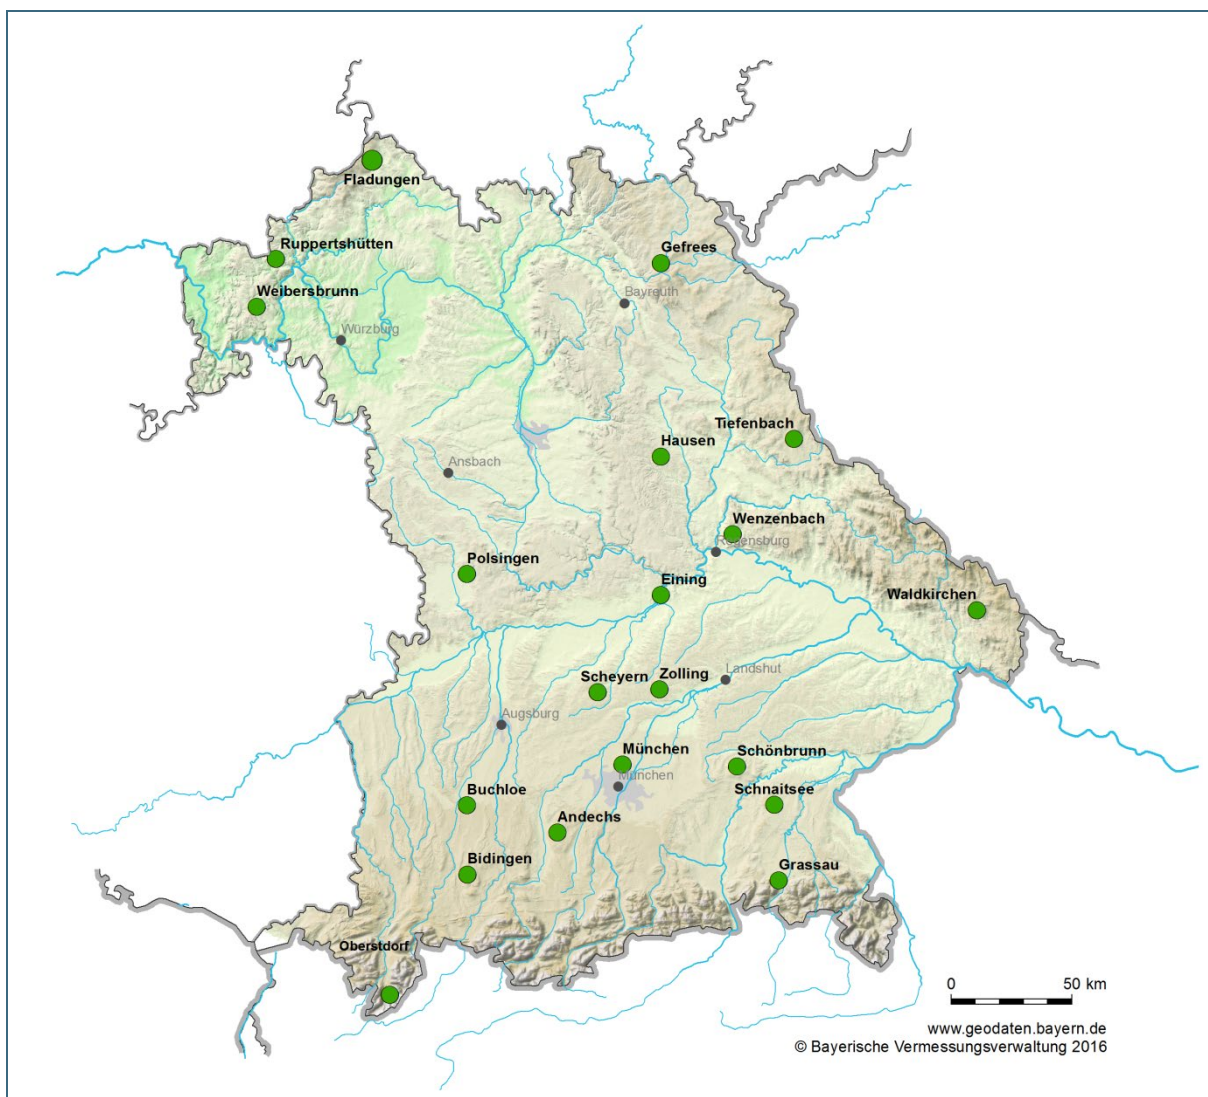 Fladungen
Ruppertshütten
Gefrees
Weibersbrunn
Bayreuth
Würzburg
Tiefenbach
Hausen
Ansbach
Wenzenbach
Regensburg
Polsingen
Eining
Waldkirchen
Scheyern
Zolling
Landshut
Augsburg
München
Schönbrunn
München
Buchloe
Schnaitsee
Andechs
Bidingen
Grassau
Oberstdorf
0 50 km
www.geodaten.bayern.de
© Bayerische Vermessungsverwaltung 2016